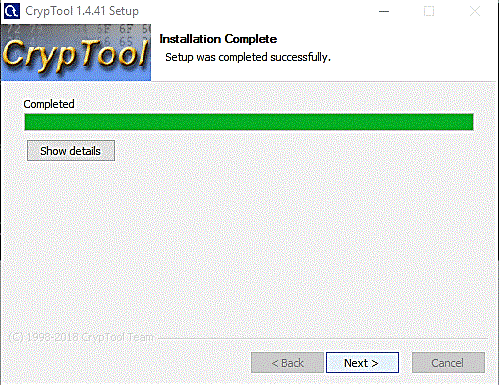 CrypTool 1.4.41 Setup
CrypTool
Installation Complete
Setup was completed successfully.
Completed
Show details
(C) 1998-2018 CrypTool Team
< Back
Next >
Cancel